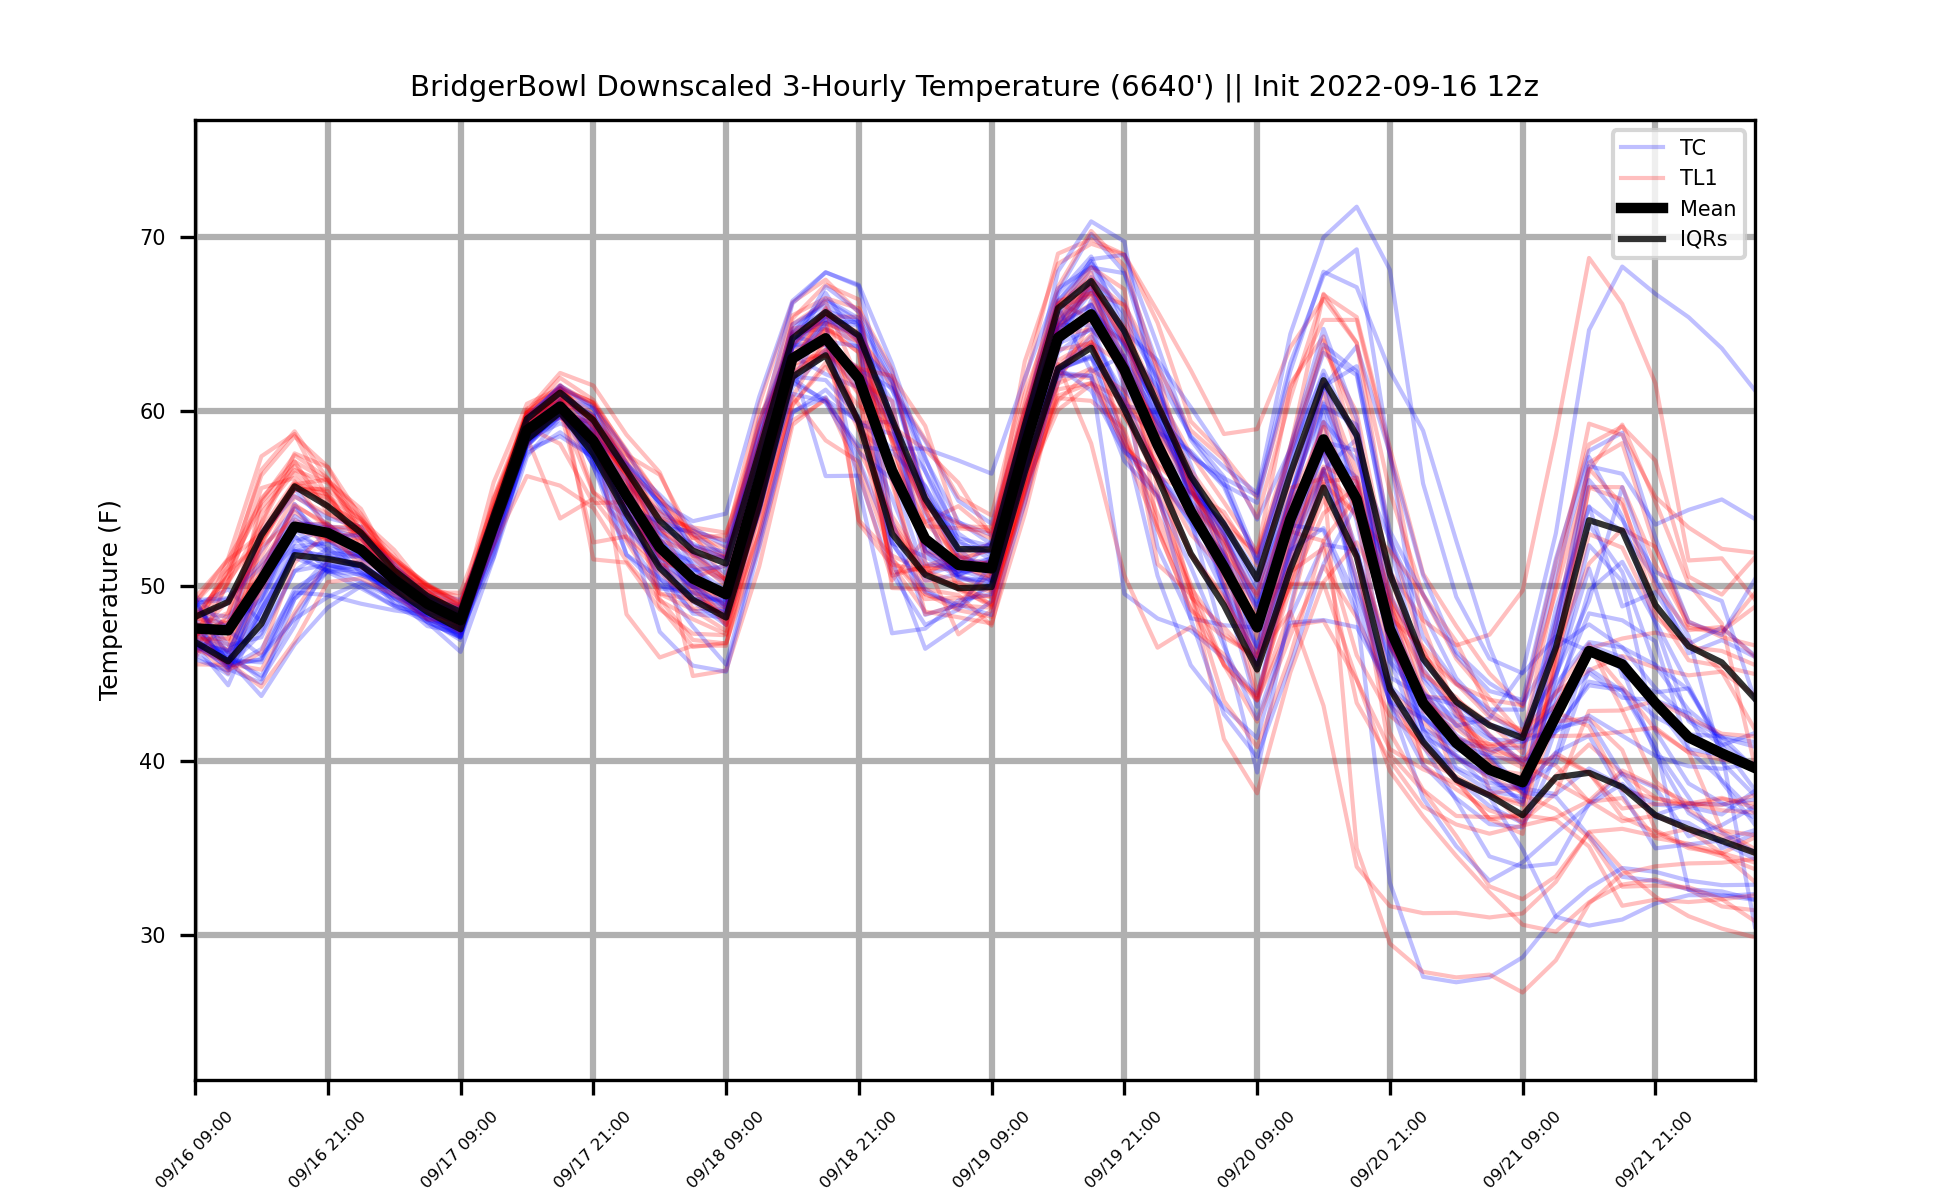 BridgerBowl Downscaled 3-Hourly Temperature (6640') || Init 2022-09-16 12z
TC
TL1
Mean
IQRs
Temperature (F)
70
60
50
40
30
09/16 09:00
09/16 21:00
09/17 09:00
09/17 21:00
09/18 09:00
09/18 21:00
09/19 09:00
09/19 21:00
09/20 09:00
09/20 21:00
09/21 09:00
09/21 21:00